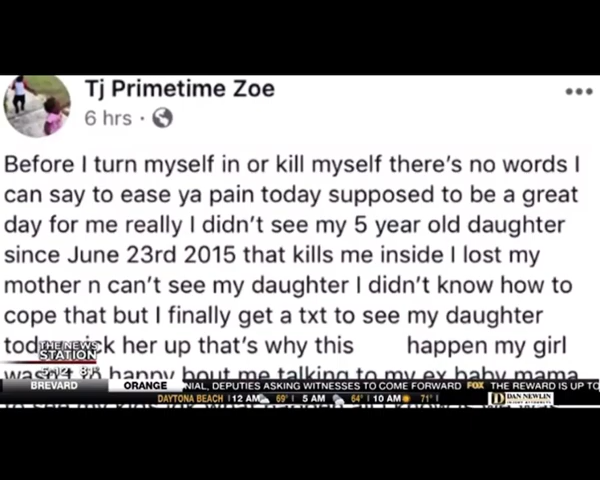 Tj Primetime Zoe
6 hrs ·
Before I turn myself in or kill myself there's no words I
can say to ease ya pain today supposed to be a great
day for me really I didn't see my 5 year old daughter
since June 23rd 2015 that kills me inside I lost my
mother n can't see my daughter I didn't know how to
cope that but I finally get a txt to see my daughter
her up that's why this happen my girl
happy bout me talking to my ex baby mama
THE NEWS
STATION
BREVARD
ORANGE
NIAL, DEPUTIES ASKING WITNESSES TO COME FORWARD FOX THE REWARD IS UP TO
DAYTONA BEACH 12 AM 69° 5 AM 64° 10 AM 71°
DAN NEWLIN
INJURY ATTORNEYS